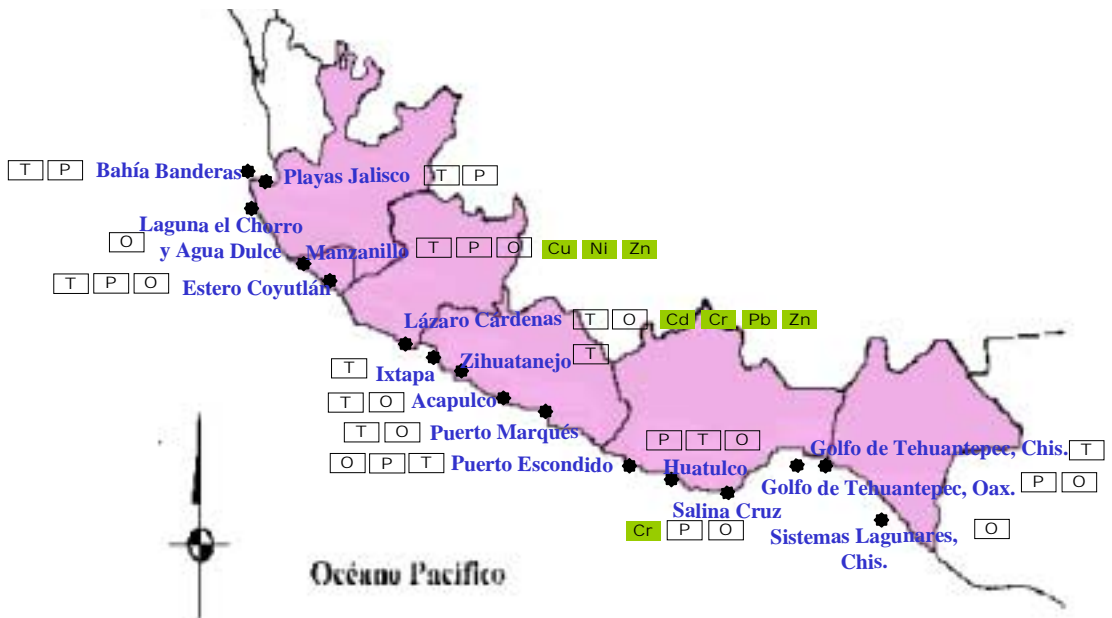 T P Bahía Banderas
Playas Jalisco T P
Laguna el Chorro
O y Agua Dulce
Manzanillo T P O Cu Ni Zn
T P O Estero Coyutlán
Lázaro Cárdenas T O Cd Cr Pb Zn
Zihuatanejo T
T Ixtapa
T O Acapulco
T O Puerto Marqués
O P T Puerto Escondido
P T O
Huatulco
Golfo de Tehuantepec, Chis. T
Golfo de Tehuantepec, Oax. P O
Salina Cruz
Cr P O
Sistemas Lagunares, O
Chis.
Océano Pacífico